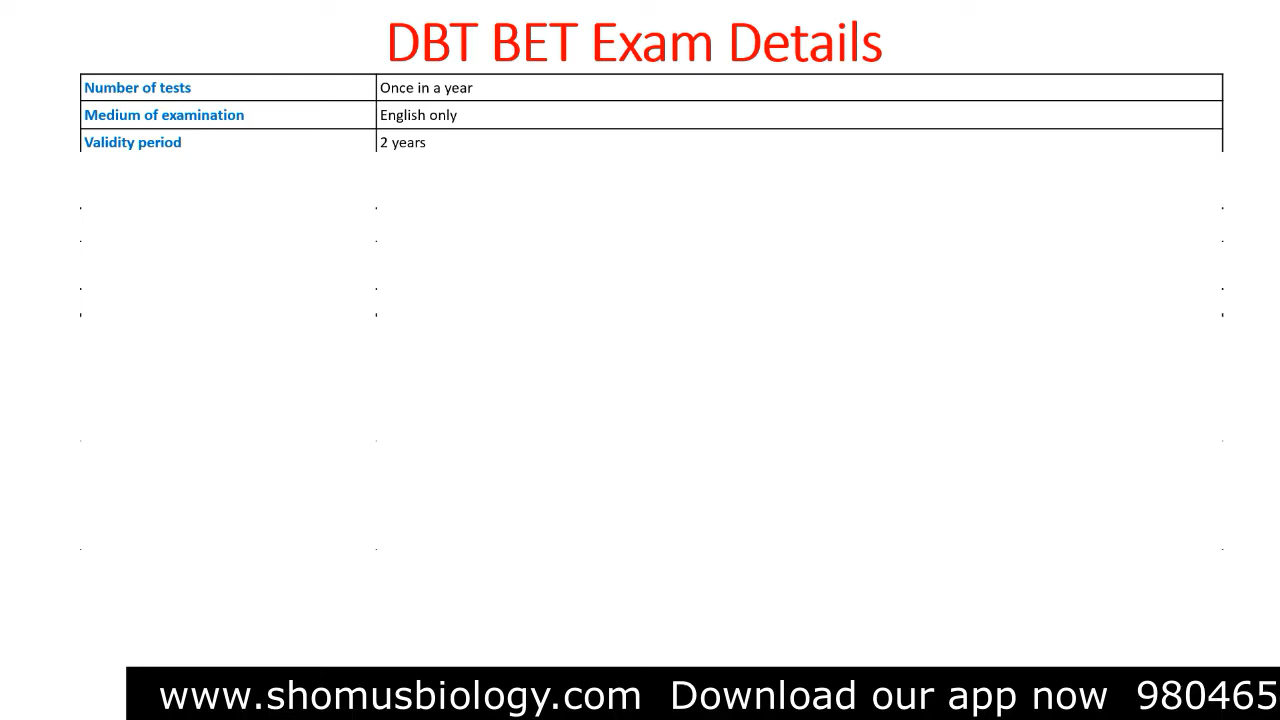 DBT BET Exam Details
Number of tests Once in a year
Medium of examination English only
Validity period 2 years
www.shomusbiology.com Download our app now 980465